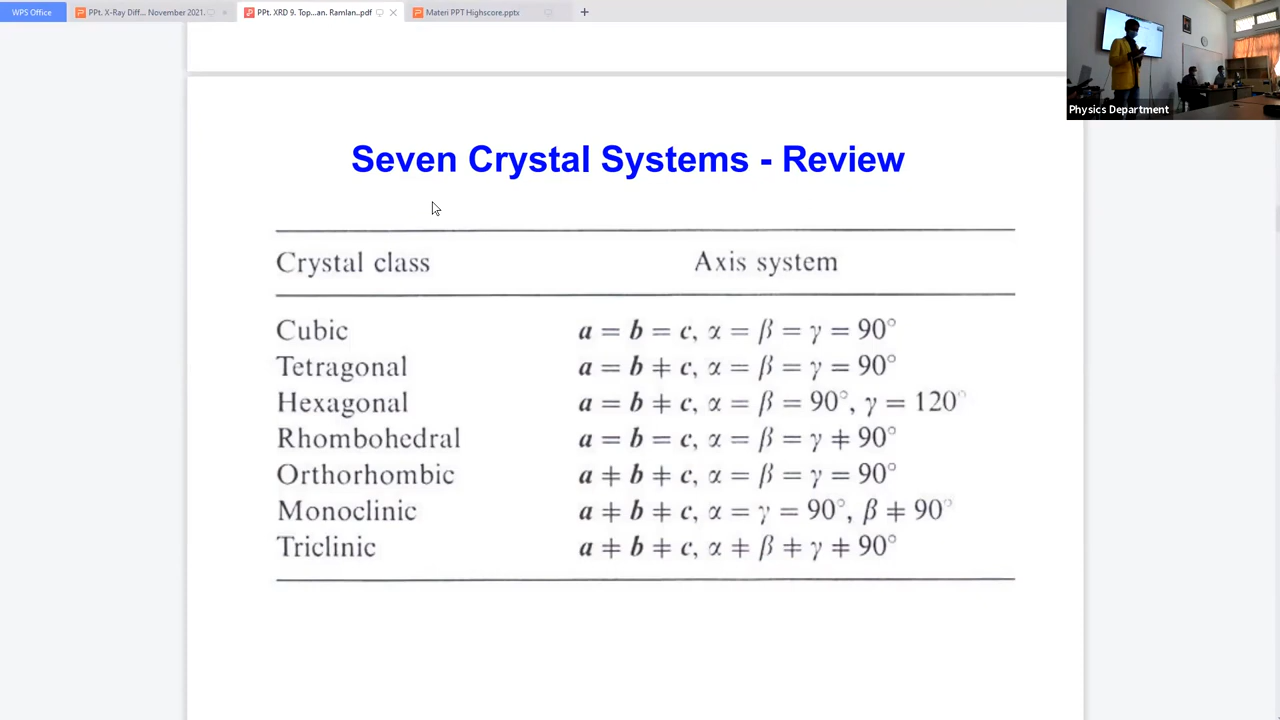 WPS Office
PPt. X-Ray Diff... November 2021.
PPt. XRD 9. Top...an. Ramlan..pdf
Materi PPT Highscore.pptx
Physics Department
Seven Crystal Systems - Review
Crystal class Axis system
Cubic a = b = c, α = β = γ = 90°
Tetragonal a = b ≠ c, α = β = γ = 90°
Hexagonal a = b ≠ c, α = β = 90°, γ = 120°
Rhombohedral a = b = c, α = β = γ ≠ 90°
Orthorhombic a ≠ b ≠ c, α = β = γ = 90°
Monoclinic a ≠ b ≠ c, α = γ = 90°, β ≠ 90°
Triclinic a ≠ b ≠ c, α ≠ β ≠ γ ≠ 90°